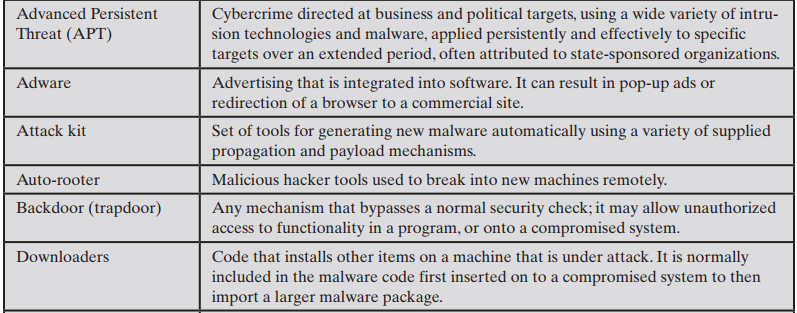 Advanced Persistent
Threat (APT)
Cybercrime directed at business and political targets, using a wide variety of intru-
sion technologies and malware, applied persistently and effectively to specific
targets over an extended period, often attributed to state-sponsored organizations.
Adware
Advertising that is integrated into software. It can result in pop-up ads or
redirection of a browser to a commercial site.
Attack kit
Set of tools for generating new malware automatically using a variety of supplied
propagation and payload mechanisms.
Auto-rooter
Malicious hacker tools used to break into new machines remotely.
Backdoor (trapdoor)
Any mechanism that bypasses a normal security check; it may allow unauthorized
access to functionality in a program, or onto a compromised system.
Downloaders
Code that installs other items on a machine that is under attack. It is normally
included in the malware code first inserted on to a compromised system to then
import a larger malware package.